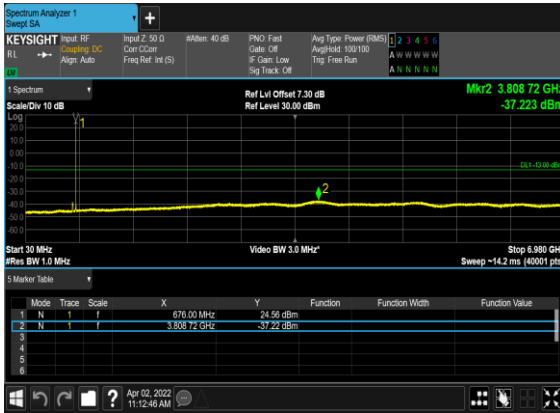 Spectrum Analyzer 1
Swept SA
KEYSIGHT Input: RF Input Z: 50 Ω #Atten: 40 dB PNO: Fast Avg Type: Power (RMS) 1 2 3 4 5 6
RL Coupling: DC Corr CCorr Gate: Off Avg|Hold: 100/100 A W W W W W
Align: Auto Freq Ref: Int (S) IF Gain: Low Trig: Free Run
LXI Sig Track: Off A N N N N N
1 Spectrum Ref Lvl Offset 7.30 dB Mkr2 3.808 72 GHz
Scale/Div 10 dB Ref Level 30.00 dBm -37.223 dBm
Log
20.0 1
10.0
0.00
-10.0 DL1 -13.00 dBm
-20.0
-30.0 2
-40.0
-50.0
-60.0
Start 30 MHz Video BW 3.0 MHz* Stop 6.980 GHz
#Res BW 1.0 MHz Sweep ~14.2 ms (40001 pts)
5 Marker Table
Mode Trace Scale X Y Function Function Width Function Value
1 N 1 f 676.00 MHz 24.56 dBm
2 N 1 f 3.808 72 GHz -37.22 dBm
3
4
5
6
? Apr 02, 2022
11:12:46 AM